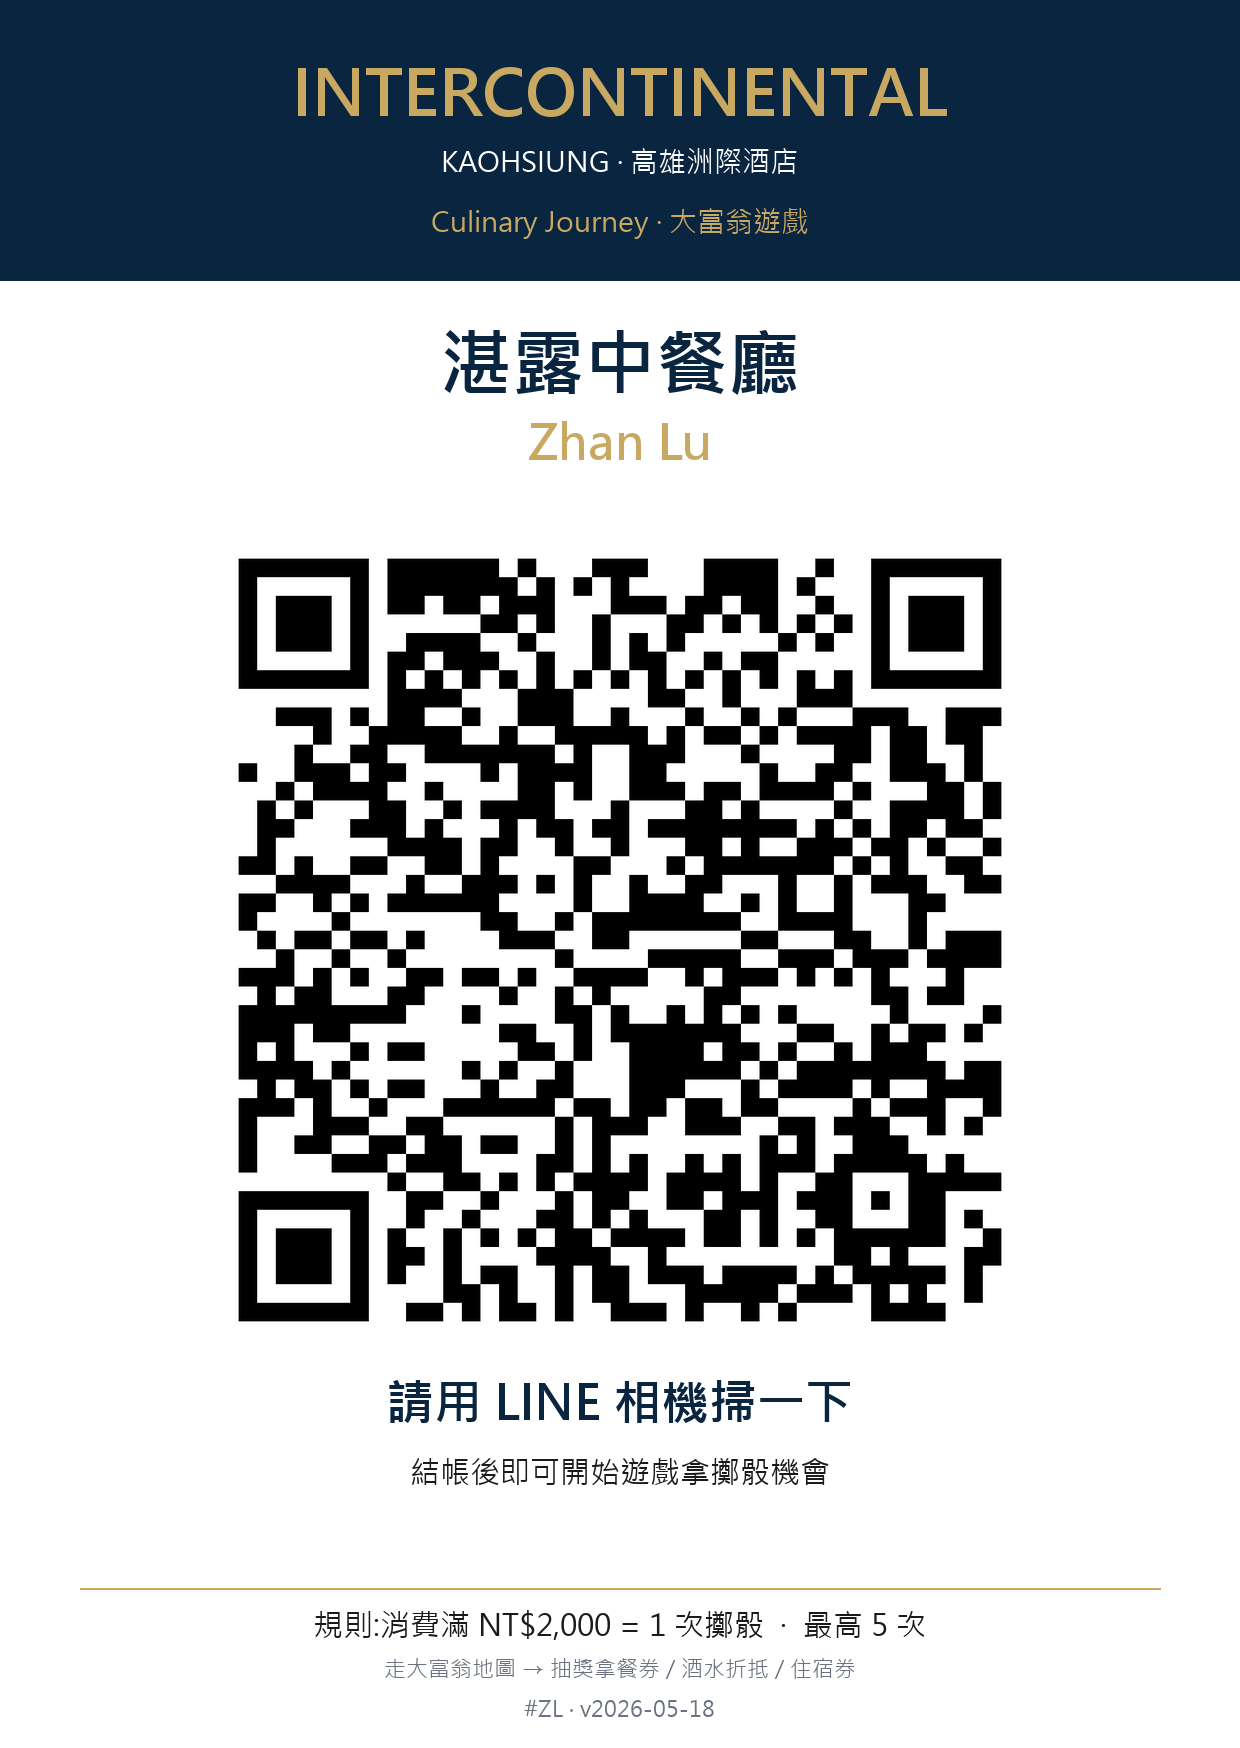 INTERCONTINENTAL
KAOHSIUNG · 高雄洲際酒店
Culinary Journey · 大富翁遊戲
湛露中餐廳
Zhan Lu
請用 LINE 相機掃一下
結帳後即可開始遊戲拿擲骰機會
規則:消費滿 NT$2,000 = 1 次擲骰 · 最高 5 次
走大富翁地圖 → 抽獎拿餐券 / 酒水折抵 / 住宿券
#ZL · v2026-05-18